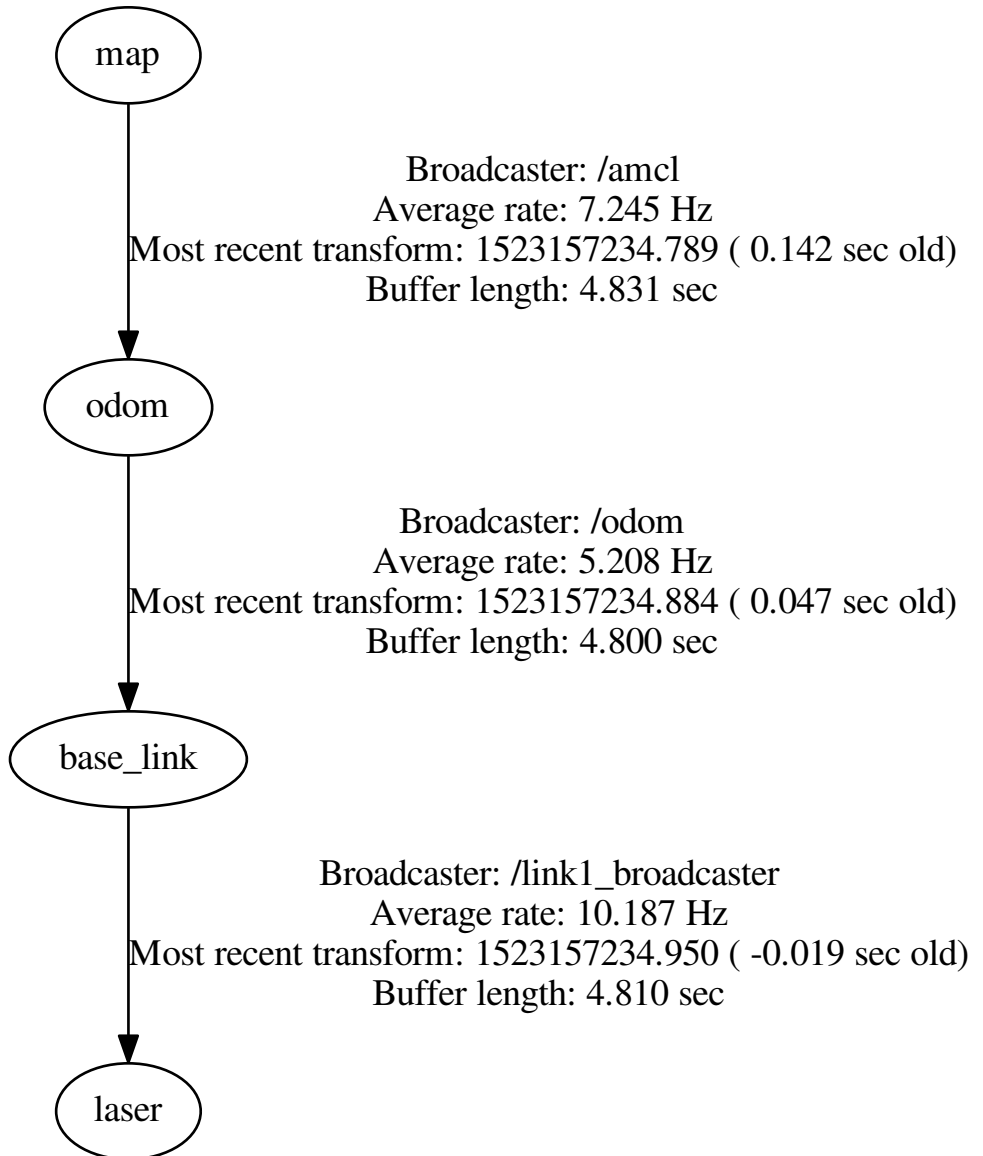 map
Broadcaster: /amcl
Average rate: 7.245 Hz
Most recent transform: 1523157234.789 ( 0.142 sec old)
Buffer length: 4.831 sec
odom
Broadcaster: /odom
Average rate: 5.208 Hz
Most recent transform: 1523157234.884 ( 0.047 sec old)
Buffer length: 4.800 sec
base_link
Broadcaster: /link1_broadcaster
Average rate: 10.187 Hz
Most recent transform: 1523157234.950 ( -0.019 sec old)
Buffer length: 4.810 sec
laser